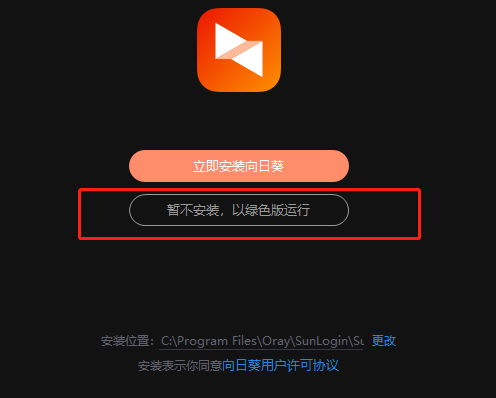 立即安装向日葵
暂不安装，以绿色版运行
安装位置： C:\Program Files\Oray\SunLogin\Su 更改
安装表示你同意向日葵用户许可协议